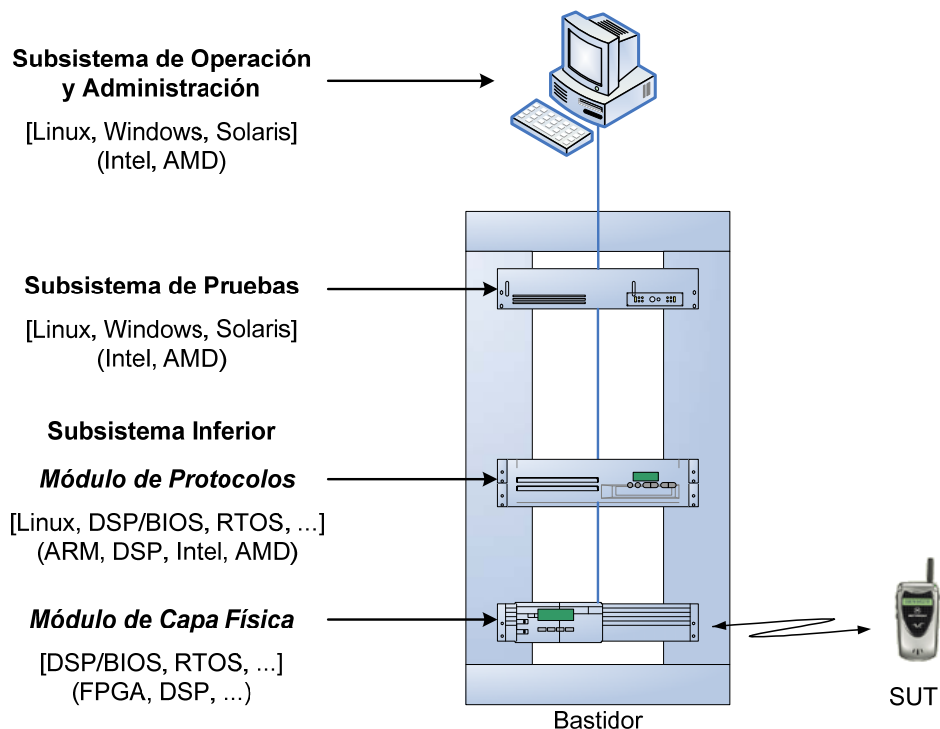 Subsistema de Operación
y Administración
[Linux, Windows, Solaris]
(Intel, AMD)
Subsistema de Pruebas
[Linux, Windows, Solaris]
(Intel, AMD)
Subsistema Inferior
Módulo de Protocolos
[Linux, DSP/BIOS, RTOS, ...]
(ARM, DSP, Intel, AMD)
Módulo de Capa Física
[DSP/BIOS, RTOS, ...]
(FPGA, DSP, ...)
SUT
Bastidor